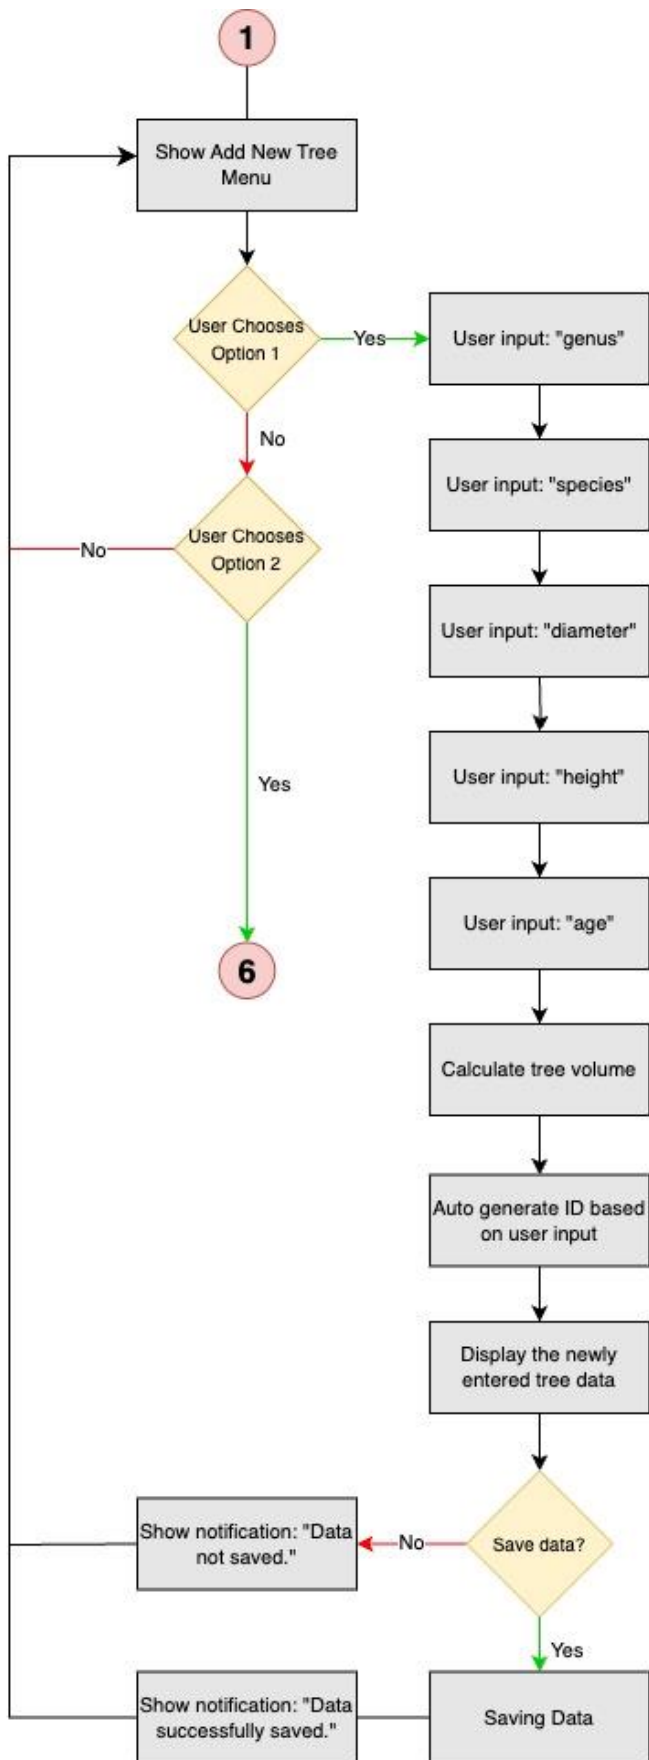 1
Show Add New Tree
Menu
User Chooses
Option 1
Yes
User input: "genus"
No
User input: "species"
User Chooses
Option 2
No
User input: "diameter"
User input: "height"
Yes
User input: "age"
6
Calculate tree volume
Auto generate ID based
on user input
Display the newly
entered tree data
Save data?
No
Show notification: "Data
not saved."
Yes
Saving Data
Show notification: "Data
successfully saved."